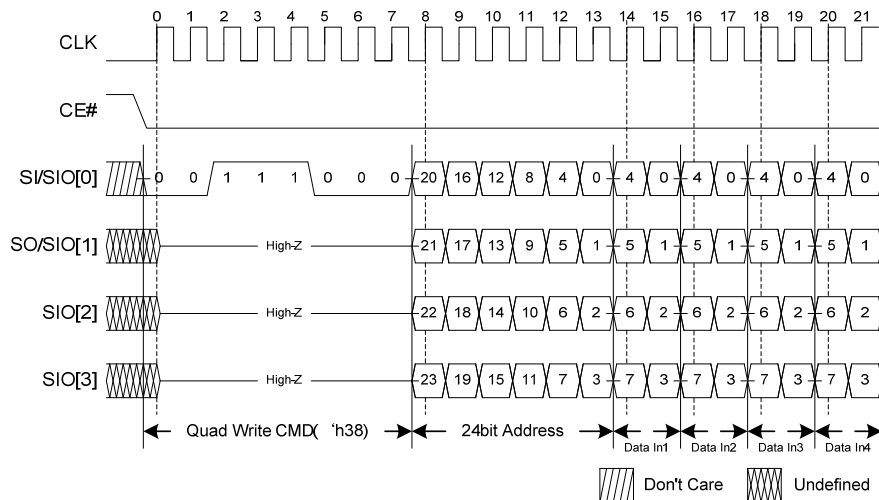 0 1 2 3 4 5 6 7 8 9 10 11 12 13 14 15 16 17 18 19 20 21
CLK
CE#
SI/SIO[0] 0 0 1 1 1 0 0 0 20 16 12 8 4 0 4 0 4 0 4 0 4 0
SO/SIO[1] High-Z 21 17 13 9 5 1 5 1 5 1 5 1 5 1
SIO[2] High-Z 22 18 14 10 6 2 6 2 6 2 6 2 6 2
SIO[3] High-Z 23 19 15 11 7 3 7 3 7 3 7 3 7 3
Quad Write CMD( ‘h38) 24bit Address Data In1 Data In2 Data In3 Data In4
Don't Care Undefined